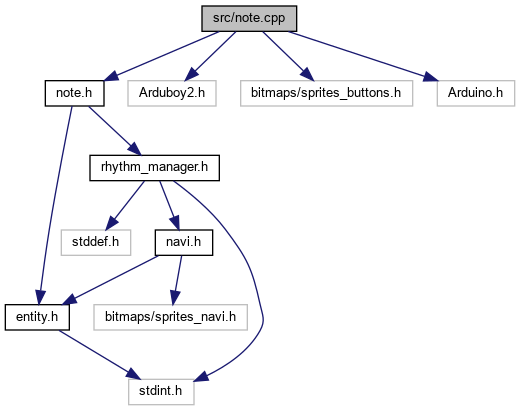 src/note.cpp
note.h
Arduboy2.h
bitmaps/sprites_buttons.h
Arduino.h
rhythm_manager.h
stddef.h
navi.h
entity.h
bitmaps/sprites_navi.h
stdint.h